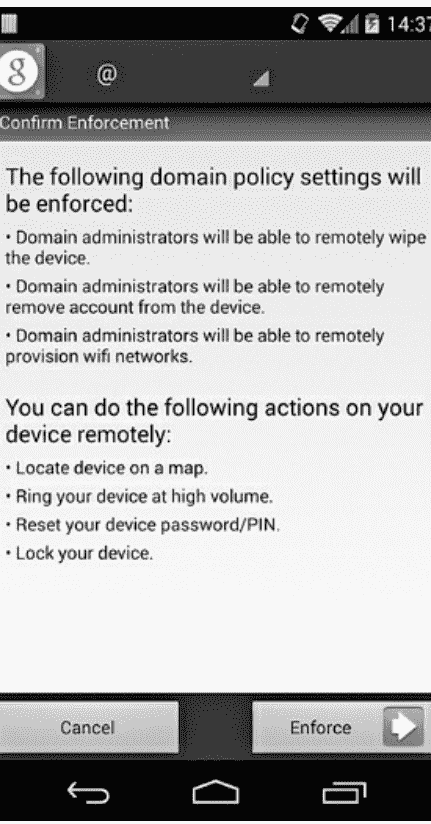 14:37
g
@
Confirm Enforcement
The following domain policy settings will
be enforced:
• Domain administrators will be able to remotely wipe
the device.
• Domain administrators will be able to remotely
remove account from the device.
• Domain administrators will be able to remotely
provision wifi networks.
You can do the following actions on your
device remotely:
• Locate device on a map.
• Ring your device at high volume.
• Reset your device password/PIN.
• Lock your device.
Cancel
Enforce